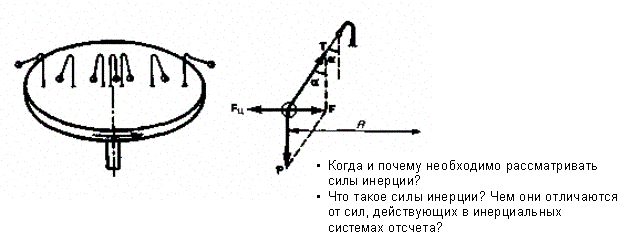 T
α
α
Fц
F
R
P
• Когда и почему необходимо рассматривать
силы инерции?
• Что такое силы инерции? Чем они отличаются
от сил, действующих в инерциальных
системах отсчета?